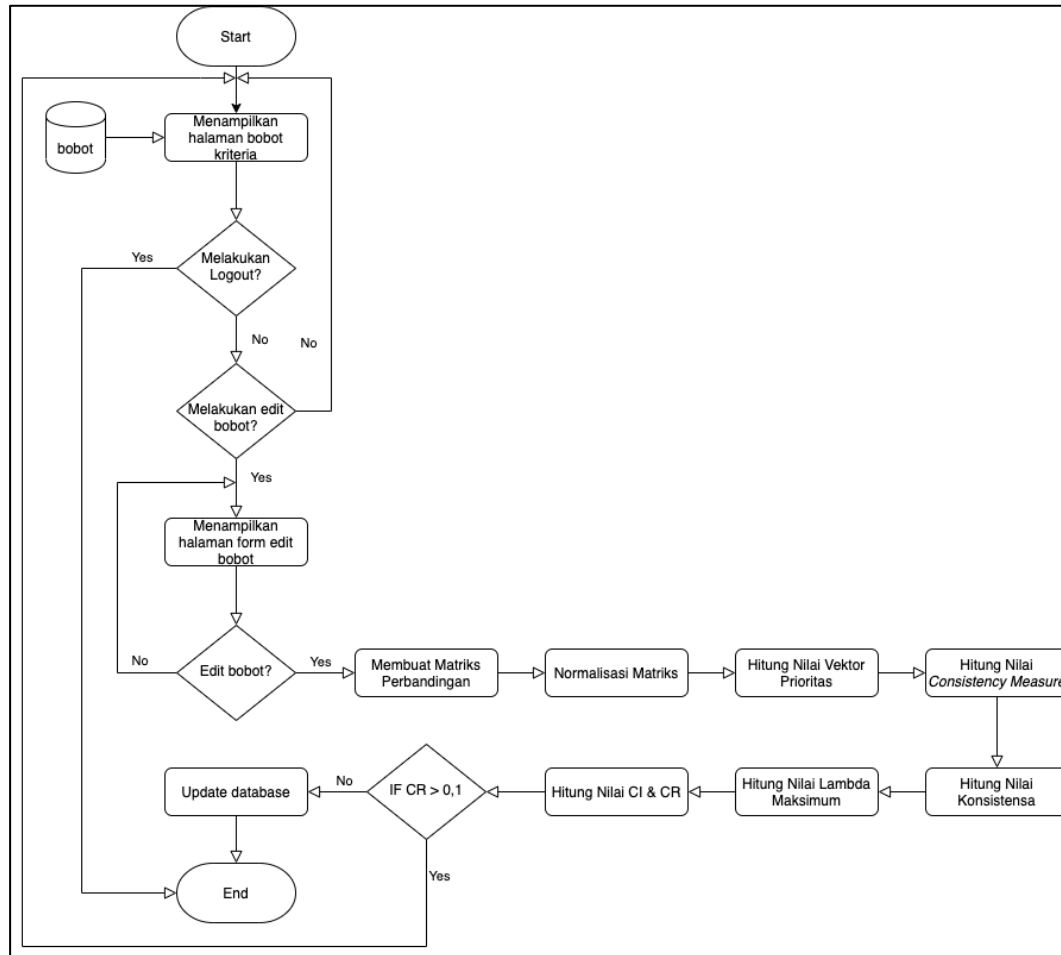 Start
bobot
Menampilkan
halaman bobot
kriteria
Yes
Melakukan
Logout?
No
No
Melakukan edit
bobot?
Yes
Menampilkan
halaman form edit
bobot
No
Edit bobot?
Yes
Membuat Matriks
Perbandingan
Normalisasi Matriks
Hitung Nilai Vektor
Prioritas
Hitung Nilai
Consistency Measure
Update database
No
IF CR > 0,1
Hitung Nilai CI & CR
Hitung Nilai Lambda
Maksimum
Hitung Nilai
Konsistensa
Yes
End